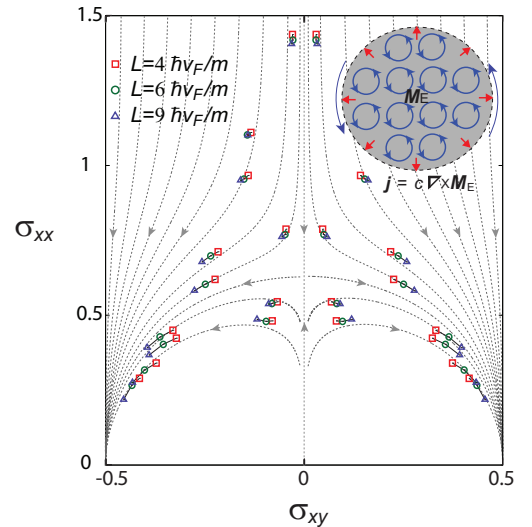 1.5
L=4 ℏv_F/m
L=6 ℏv_F/m
L=9 ℏv_F/m
M_E
j = c∇×M_E
1
σ_xx
0.5
0
-0.5
0
0.5
σ_xy